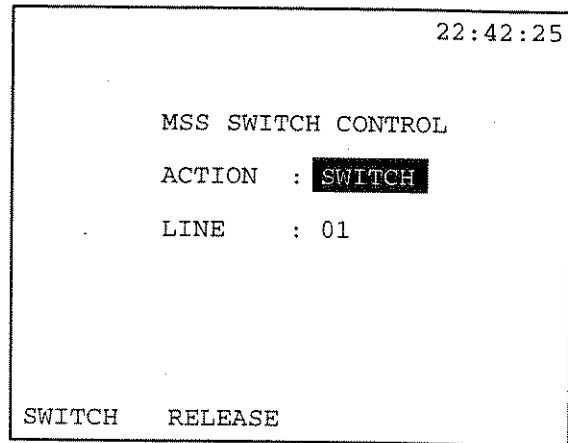 22:42:25
MSS SWITCH CONTROL
ACTION : SWITCH
LINE : 01
SWITCH RELEASE